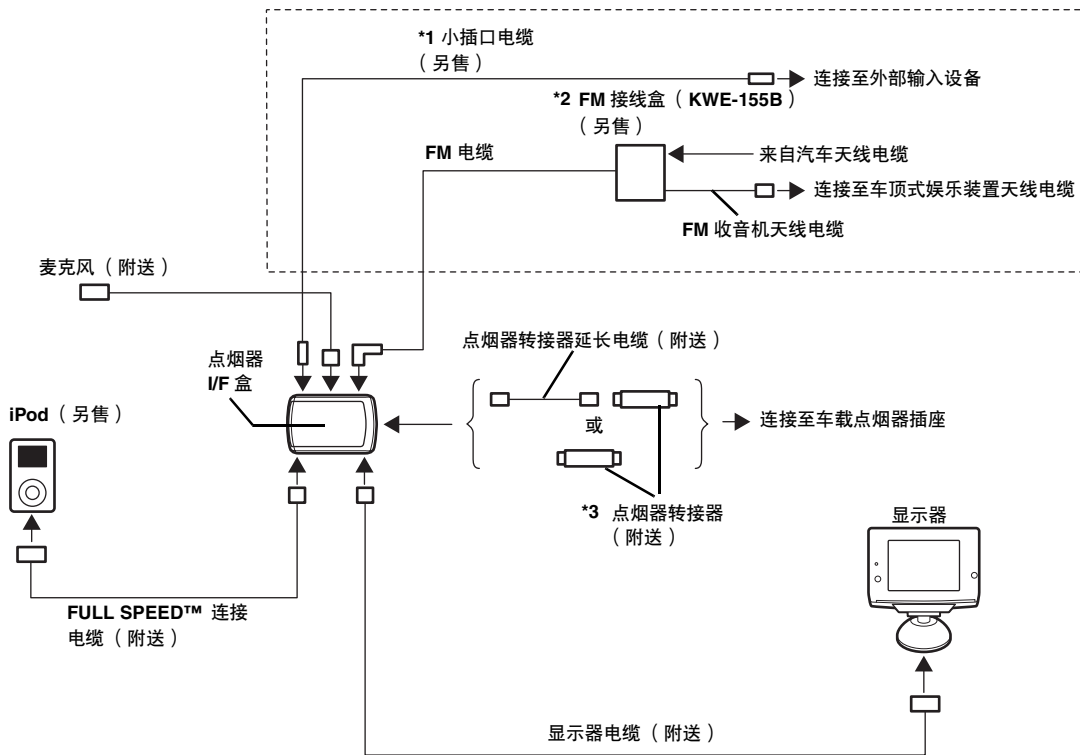 *1 小插口电缆
（另售）
连接至外部输入设备
*2 FM 接线盒（KWE-155B）
（另售）
FM 电缆
来自汽车天线电缆
连接至车顶式娱乐装置天线电缆
FM 收音机天线电缆
麦克风（附送）
点烟器转接器延长电缆（附送）
点烟器
I/F 盒
iPod（另售）
或
连接至车载点烟器插座
*3 点烟器转接器
（附送）
显示器
FULL SPEED™ 连接
电缆（附送）
显示器电缆（附送）